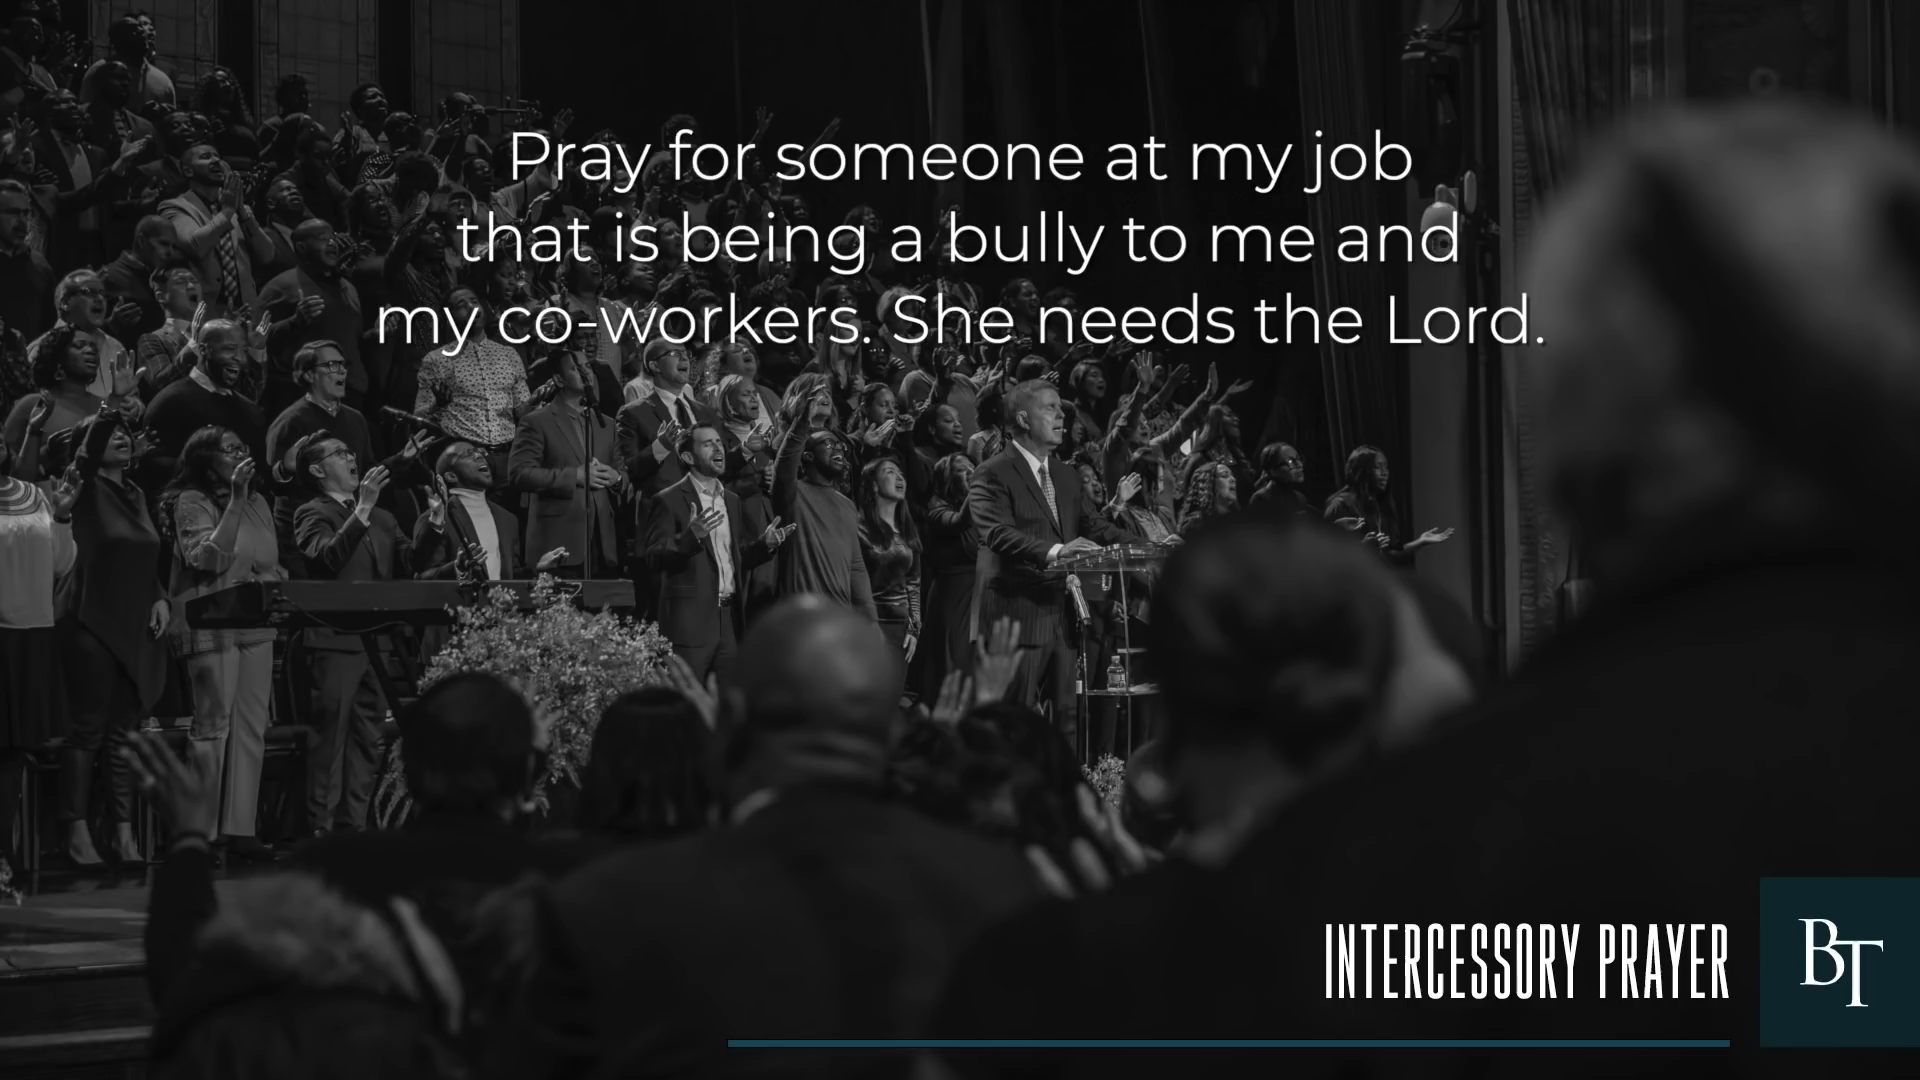 Pray for someone at my job
that is being a bully to me and
my co-workers. She needs the Lord.
INTERCESSORY PRAYER
BT